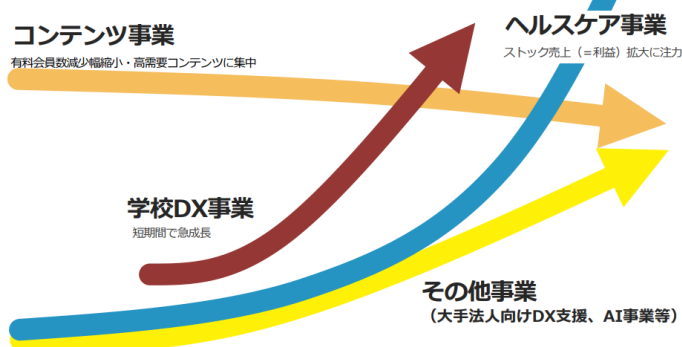 コンテンツ事業
有料会員数減少幅縮小・高需要コンテンツに集中
ヘルスケア事業
ストック売上（=利益）拡大に注力
学校DX事業
短期間で急成長
その他事業
（大手法人向けDX支援、AI事業等）